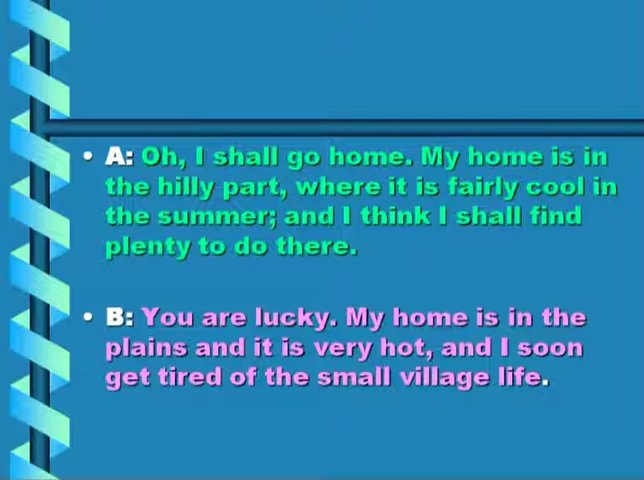 • A: Oh, I shall go home. My home is in
the hilly part, where it is fairly cool in
the summer; and I think I shall find
plenty to do there.
• B: You are lucky. My home is in the
plains and it is very hot, and I soon
get tired of the small village life.